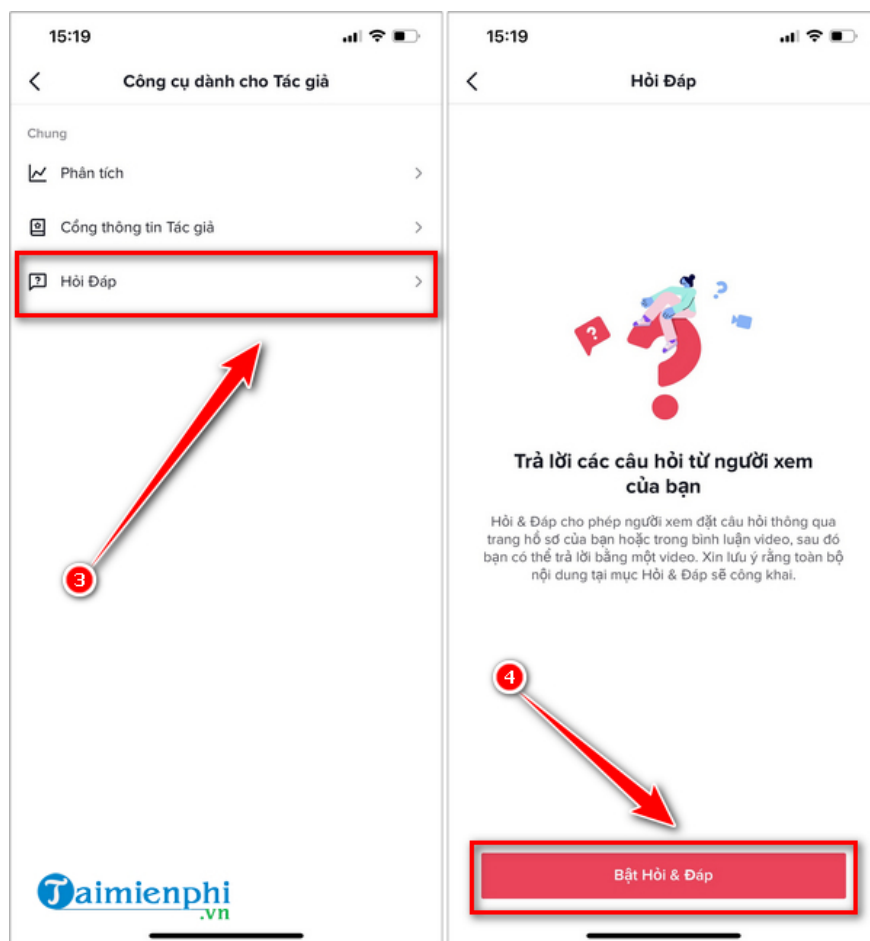 15:19
Công cụ dành cho Tác giả
Chung
Phân tích
Cổng thông tin Tác giả
Hỏi Đáp
3
Taimienphi
.vn
15:19
Hỏi Đáp
Trả lời các câu hỏi từ người xem
của bạn
Hỏi & Đáp cho phép người xem đặt câu hỏi thông qua
trang hồ sơ của bạn hoặc trong bình luận video, sau đó
bạn có thể trả lời bằng một video. Xin lưu ý rằng toàn bộ
nội dung tại mục Hỏi & Đáp sẽ công khai.
4
Bật Hỏi & Đáp